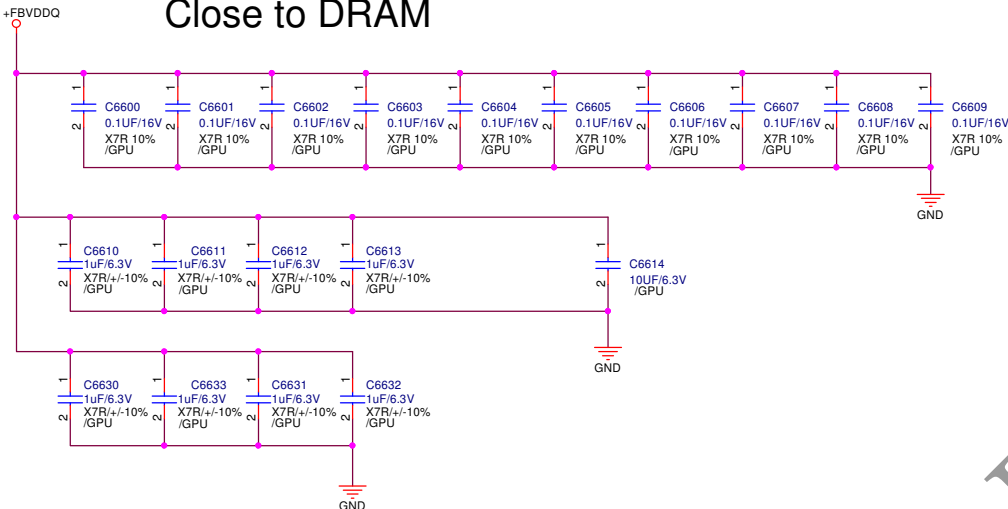 +FBVDDQ
Close to DRAM
1 1 1 1 1 1 1 1 1 1
C6600 C6601 C6602 C6603 C6604 C6605 C6606 C6607 C6608 C6609
0.1UF/16V 0.1UF/16V 0.1UF/16V 0.1UF/16V 0.1UF/16V 0.1UF/16V 0.1UF/16V 0.1UF/16V 0.1UF/16V 0.1UF/16V
2 2 2 2 2 2 2 2 2 2
X7R 10% X7R 10% X7R 10% X7R 10% X7R 10% X7R 10% X7R 10% X7R 10% X7R 10% X7R 10%
/GPU /GPU /GPU /GPU /GPU /GPU /GPU /GPU /GPU /GPU
GND
1 1 1 1 1
C6610 C6611 C6612 C6613 C6614
1uF/6.3V 1uF/6.3V 1uF/6.3V 1uF/6.3V 10UF/6.3V
2 2 2 2 2
X7R/+/-10% X7R/+/-10% X7R/+/-10% X7R/+/-10%
/GPU /GPU /GPU /GPU /GPU
GND
1 1 1 1
C6630 C6633 C6631 C6632
1uF/6.3V 1uF/6.3V 1uF/6.3V 1uF/6.3V
2 2 2 2
X7R/+/-10% X7R/+/-10% X7R/+/-10% X7R/+/-10%
/GPU /GPU /GPU /GPU
GND